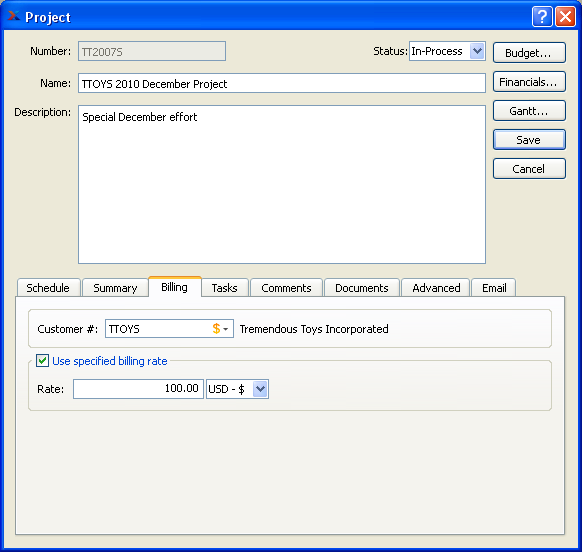 Project
Number: TT2007S Status: In-Process Budget...
Name: TTOYS 2010 December Project Financials...
Description: Special December effort Gantt...
Save
Cancel
Schedule Summary Billing Tasks Comments Documents Advanced Email
Customer #: TTOYS $ Tremendous Toys Incorporated
Use specified billing rate
Rate: 100.00 USD - $